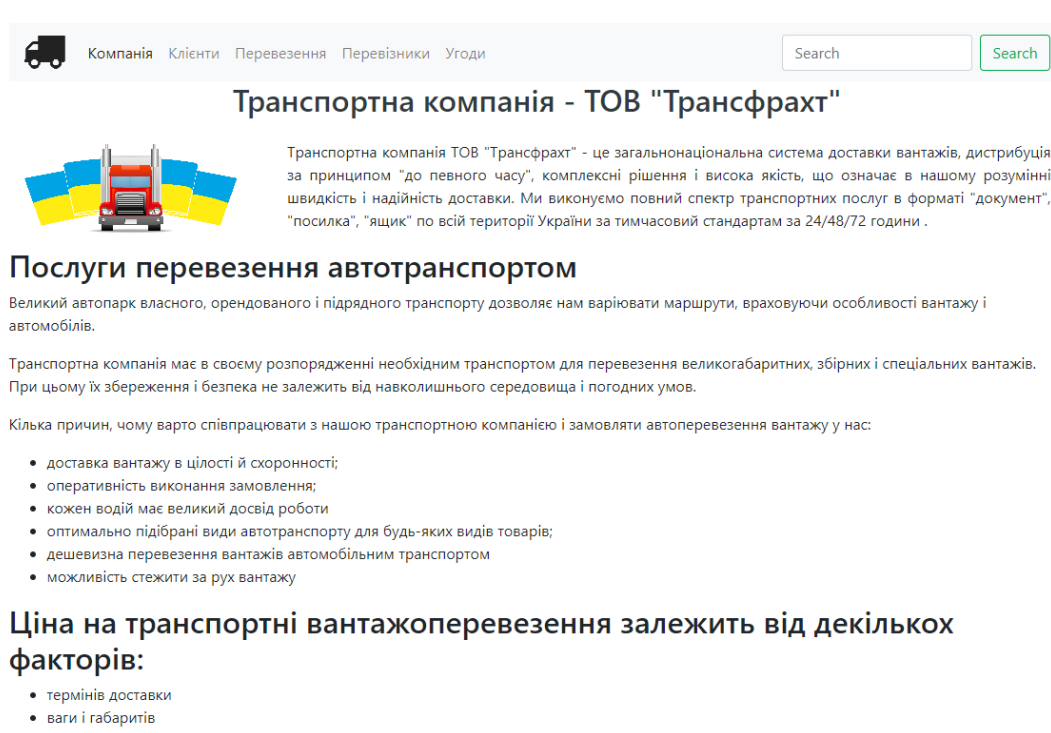 Компанія Клієнти Перевезення Перевізники Угоди Search Search
Транспортна компанія - ТОВ "Трансфрахт"
Транспортна компанія ТОВ "Трансфрахт" - це загальнонаціональна система доставки вантажів, дистрибуція
за принципом "до певного часу", комплексні рішення і висока якість, що означає в нашому розумінні
швидкість і надійність доставки. Ми виконуємо повний спектр транспортних послуг в форматі "документ",
"посилка", "ящик" по всій території України за тимчасовий стандартам за 24/48/72 години .
Послуги перевезення автотранспортом
Великий автопарк власного, орендованого і підрядного транспорту дозволяє нам варіювати маршрути, враховуючи особливості вантажу і
автомобілів.
Транспортна компанія має в своєму розпорядженні необхідним транспортом для перевезення великогабаритних, збірних і спеціальних вантажів.
При цьому їх збереження і безпека не залежить від навколишнього середовища і погодних умов.
Кілька причин, чому варто співпрацювати з нашою транспортною компанією і замовляти автоперевезення вантажу у нас:
• доставка вантажу в цілості й схоронності;
• оперативність виконання замовлення;
• кожен водій має великий досвід роботи
• оптимально підібрані види автотранспорту для будь-яких видів товарів;
• дешевизна перевезення вантажів автомобільним транспортом
• можливість стежити за рух вантажу
Ціна на транспортні вантажоперевезення залежить від декількох
факторів:
• термінів доставки
• ваги і габаритів